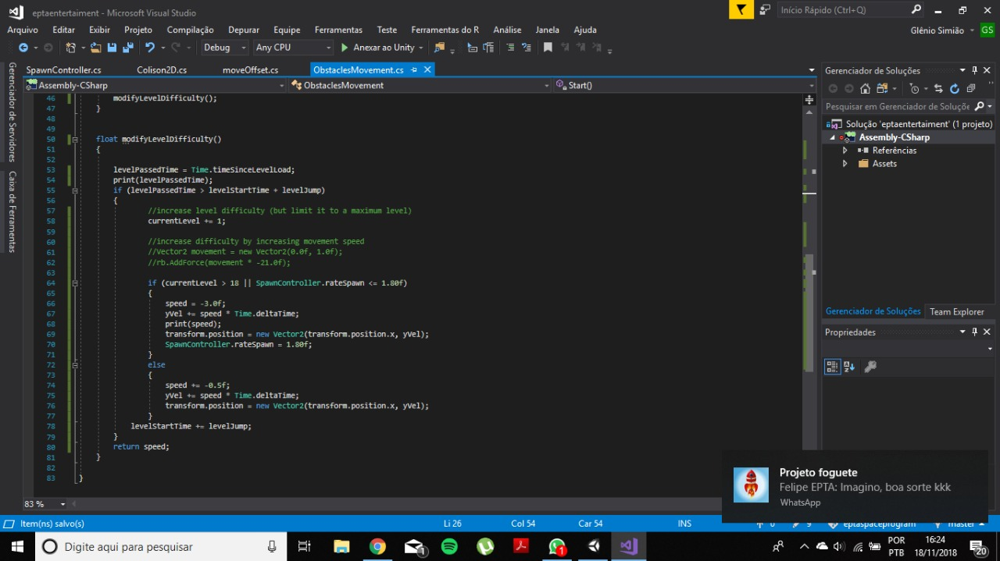 eptaentertaiment - Microsoft Visual Studio
Início Rápido (Ctrl+Q)
Arquivo Editar Exibir Projeto Compilação Depurar Equipe Ferramentas Teste Ferramentas do R Análise Janela Ajuda
Glênio Simião GS
Debug Any CPU Anexar ao Unity
Gerenciador de Servidores
Caixa de Ferramentas
SpawnController.cs Colison2D.cs moveOffset.cs ObstaclesMovement.cs
Assembly-CSharp ObstaclesMovement Start()
46 modifyLevelDifficulty();
47 }
48
49
50 float modifyLevelDifficulty()
51 {
52
53 levelPassedTime = Time.timeSinceLevelLoad;
54 print(levelPassedTime);
55 if (levelPassedTime > levelStartTime + levelJump)
56 {
57 //increase level difficulty (but limit it to a maximum level)
58 currentLevel += 1;
59
60 //increase difficulty by increasing movement speed
61 //Vector2 movement = new Vector2(0.0f, 1.0f);
62 //rb.AddForce(movement * -21.0f);
63
64 if (currentLevel > 18 || SpawnController.rateSpawn <= 1.80f)
65 {
66 speed = -3.0f;
67 yVel += speed * Time.deltaTime;
68 print(speed);
69 transform.position = new Vector2(transform.position.x, yVel);
70 SpawnController.rateSpawn = 1.80f;
71 }
72 else
73 {
74 speed += -0.5f;
75 yVel += speed * Time.deltaTime;
76 transform.position = new Vector2(transform.position.x, yVel);
77 }
78 levelStartTime += levelJump;
79 }
80 return speed;
81 }
82
83 }
83 %
Gerenciador de Soluções
Pesquisar em Gerenciador de Soluçõe
Solução 'eptaentertaiment' (1 projeto)
Assembly-CSharp
Referências
Assets
Gerenciador de Soluções Team Explorer
Propriedades
Projeto foguete
Felipe EPTA: Imagino, boa sorte kkk
WhatsApp
Item(ns) salvo(s) Li 26 Col 54 Car 54 INS 0 9 eptaspaceprogram master
Digite aqui para pesquisar
1
1
POR
PTB
16:24
18/11/2018
20